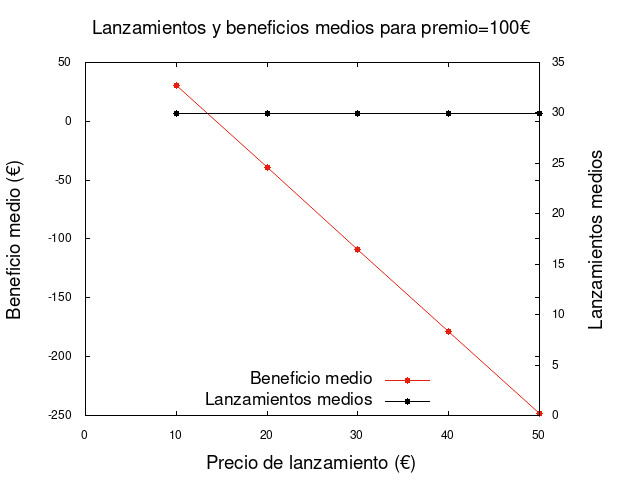 Lanzamientos y beneficios medios para premio=100€
50
0
-50
-100
-150
-200
-250
35
30
25
20
15
10
5
0
0 10 20 30 40 50
Beneficio medio (€)
Lanzamientos medios
Beneficio medio
Lanzamientos medios
Precio de lanzamiento (€)